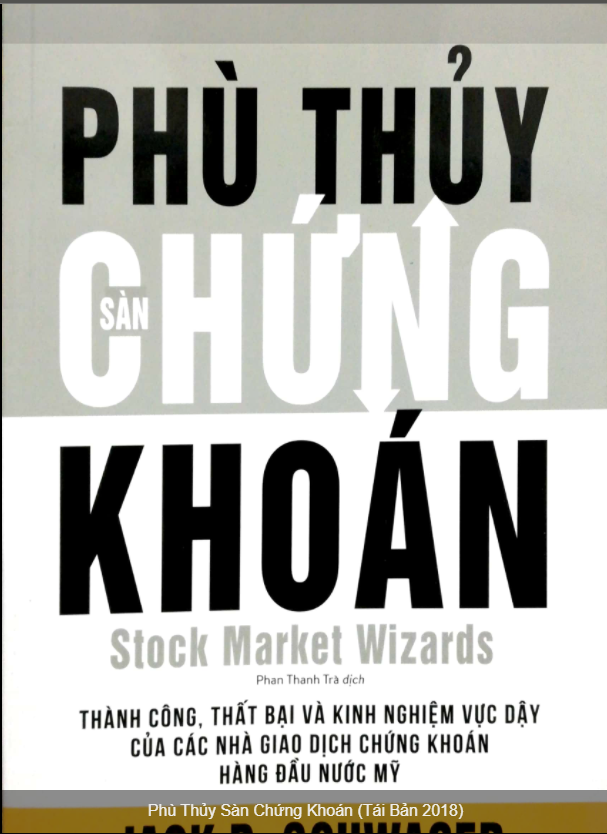 PHÙ THỦY
SÀN
CHỨNG
KHOÁN
Stock Market Wizards
Phan Thanh Trà dịch
THÀNH CÔNG, THẤT BẠI VÀ KINH NGHIỆM VỰC DẬY
CỦA CÁC NHÀ GIAO DỊCH CHỨNG KHOÁN
HÀNG ĐẦU NƯỚC MỸ
Phù Thủy Sàn Chứng Khoán (Tái Bản 2018)
JACK D. SCHWAGER